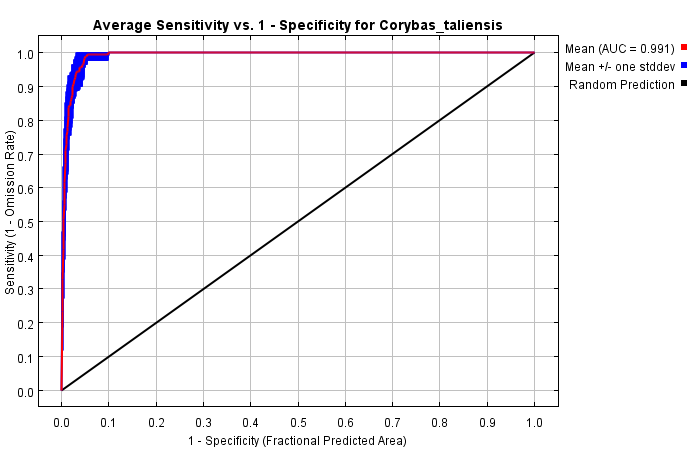 Average Sensitivity vs. 1 - Specificity for Corybas_taliensis
Mean (AUC = 0.991)
Mean +/- one stddev
Random Prediction
Sensitivity (1 - Omission Rate)
1.0
0.9
0.8
0.7
0.6
0.5
0.4
0.3
0.2
0.1
0.0
0.0 0.1 0.2 0.3 0.4 0.5 0.6 0.7 0.8 0.9 1.0
1 - Specificity (Fractional Predicted Area)